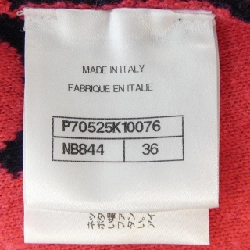 MADE IN ITALY
FABRIQUE EN ITALIE
P70525K10076
NB844
36